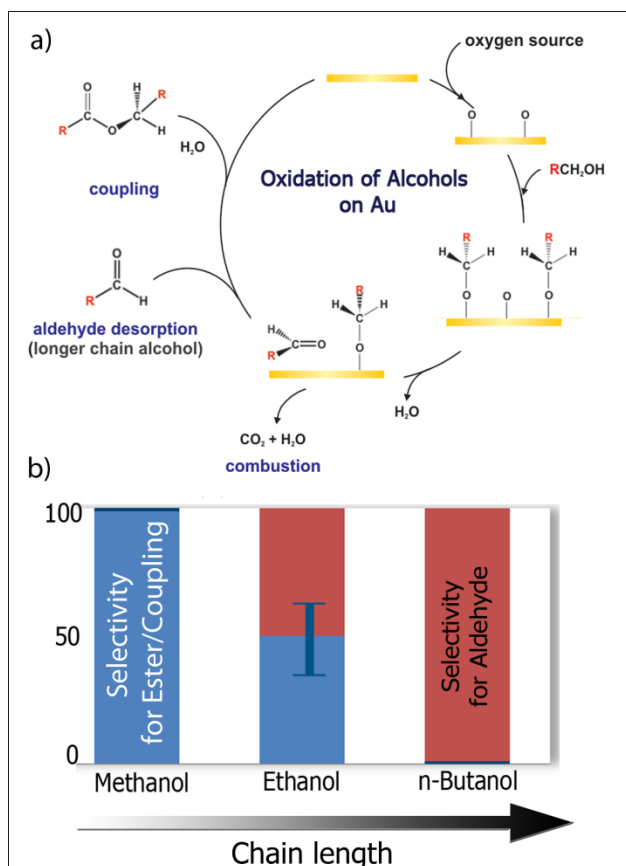 a)
oxygen source
O
O
RCH₂OH
Oxidation of Alcohols
on Au
O
H
R
R
C
C
O
H
H₂O
coupling
O
C
R
H
aldehyde desorption
(longer chain alcohol)
R
H
C
H
O
R
H
C
H
O
O
H
C
O
R
R
H
C
H
O
H₂O
CO₂ + H₂O
combustion
b)
100
50
0
Selectivity
for Ester/Coupling
Selectivity
for Aldehyde
Methanol
Ethanol
n-Butanol
Chain length